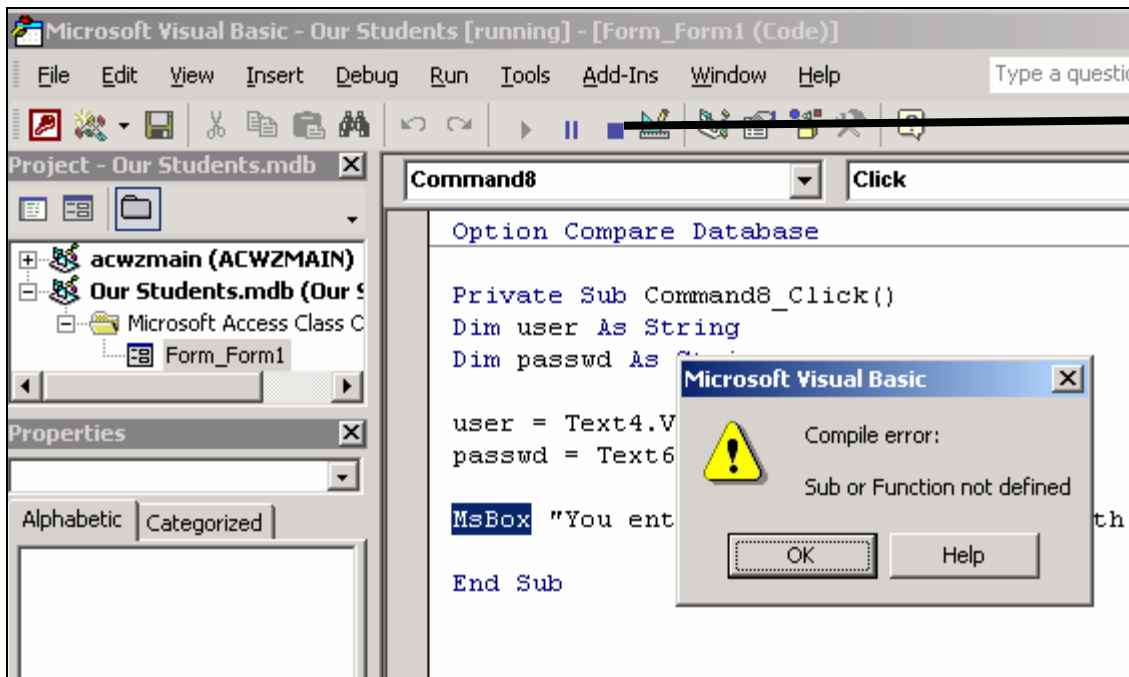 Microsoft Visual Basic - Our Students [running] - [Form_Form1 (Code)]
File Edit View Insert Debug Run Tools Add-Ins Window Help Type a questio
Project - Our Students.mdb
Command8 Click
acwzmain (ACWZMAIN)
Our Students.mdb (Our S
Microsoft Access Class C
Form_Form1
Properties
Alphabetic Categorized
Option Compare Database
Private Sub Command8_Click()
Dim user As String
Dim passwd As
user = Text4.V
passwd = Text6
MsBox "You ent th
End Sub
Microsoft Visual Basic
Compile error:
Sub or Function not defined
OK Help